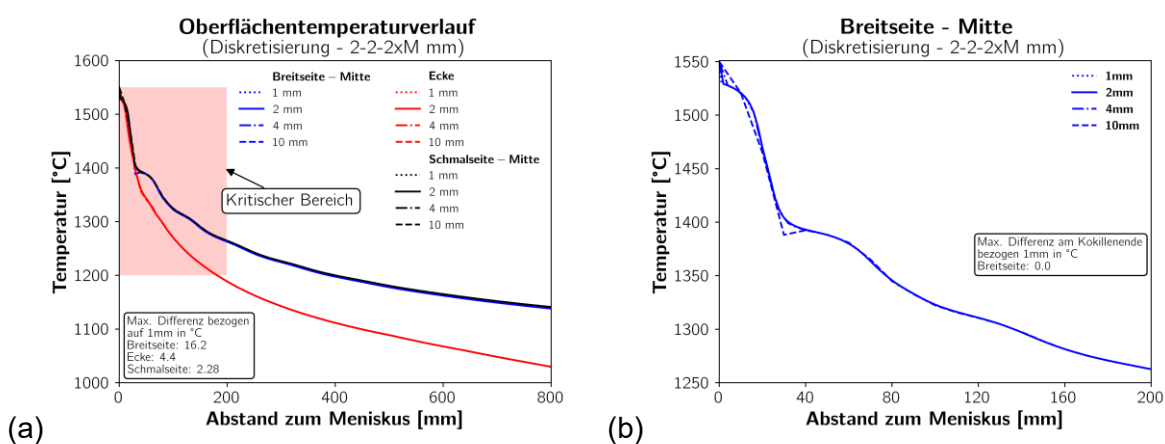 Oberflächentemperaturverlauf
(Diskretisierung - 2-2-2xM mm)
Temperatur [°C]
1600
1500
1400
1300
1200
1100
1000
Breitseite – Mitte
1 mm
2 mm
4 mm
10 mm
Ecke
1 mm
2 mm
4 mm
10 mm
Schmalseite – Mitte
1 mm
2 mm
4 mm
10 mm
Kritischer Bereich
Max. Differenz bezogen
auf 1mm in °C
Breitseite: 16.2
Ecke: 4.4
Schmalseite: 2.28
0 200 400 600 800
Abstand zum Meniskus [mm]
(a)
Breitseite - Mitte
(Diskretisierung - 2-2-2xM mm)
Temperatur [°C]
1550
1500
1450
1400
1350
1300
1250
1mm
2mm
4mm
10mm
Max. Differenz am Kokillenende
bezogen 1mm in °C
Breitseite: 0.0
0 40 80 120 160 200
Abstand zum Meniskus [mm]
(b)